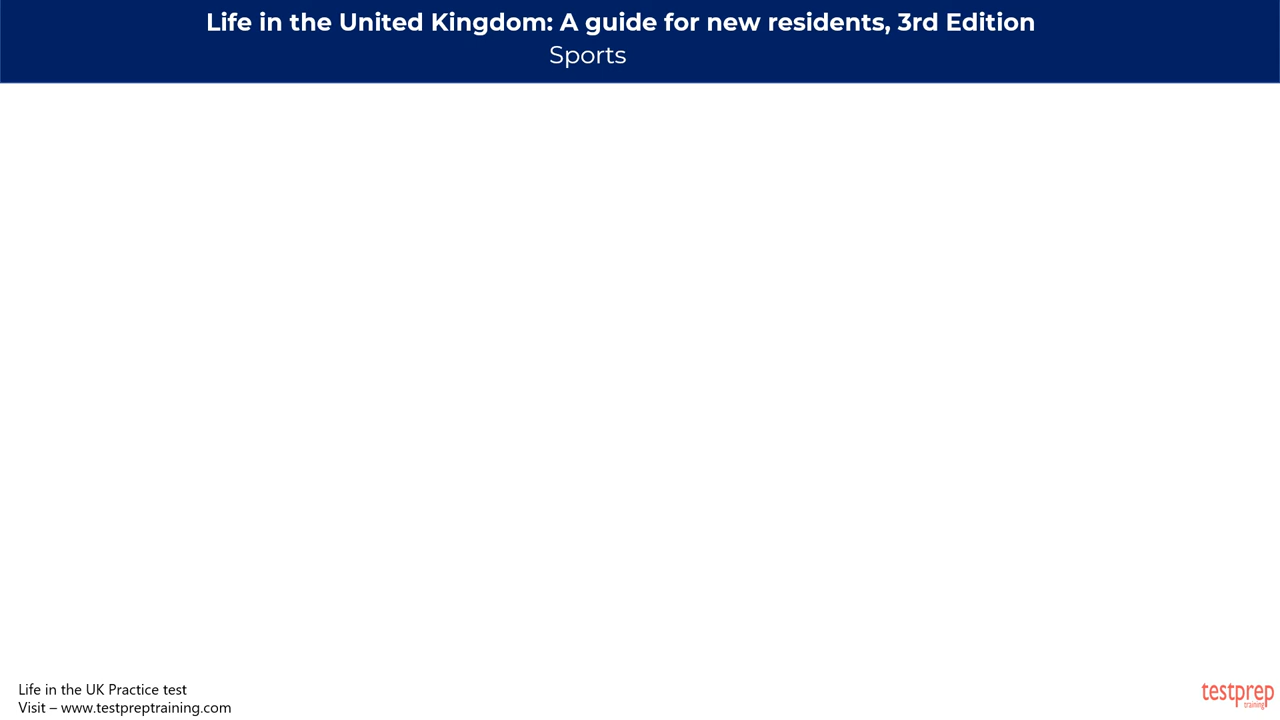 Life in the United Kingdom: A guide for new residents, 3rd Edition
Sports
Life in the UK Practice test
Visit – www.testpreptraining.com
testprep
training